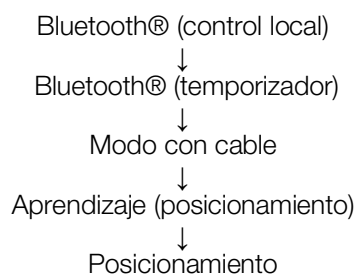 Bluetooth® (control local)
↓
Bluetooth® (temporizador)
↓
Modo con cable
↓
Aprendizaje (posicionamiento)
↓
Posicionamiento